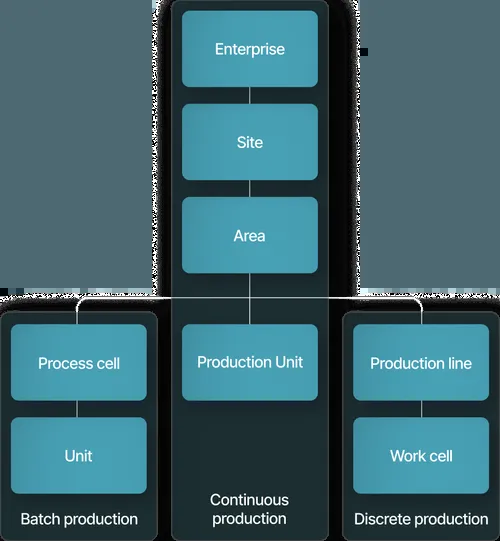 Enterprise
Site
Area
Process cell
Production Unit
Production line
Unit
Work cell
Batch production
Continuous
production
Discrete production